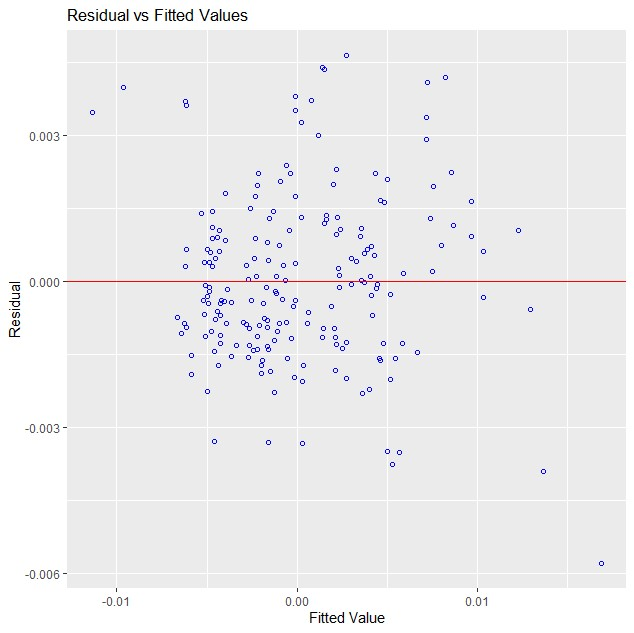 Residual vs Fitted Values
0.003
0.000
-0.003
-0.006
Residual
-0.01
0.00
0.01
Fitted Value